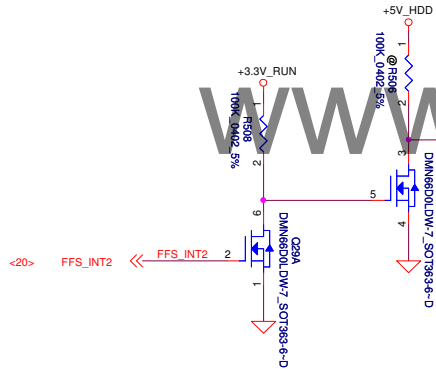 +5V_HDD
1
@ R506
100K_0402_5%
2
+3.3V_RUN
1
R508
100K_0402_5%
2
WWW
3
DMN66D0LDW-7_SOT363-6~D
5
4
6
Q29A
DMN66D0LDW-7_SOT363-6~D
2
1
<20> FFS_INT2 FFS_INT2